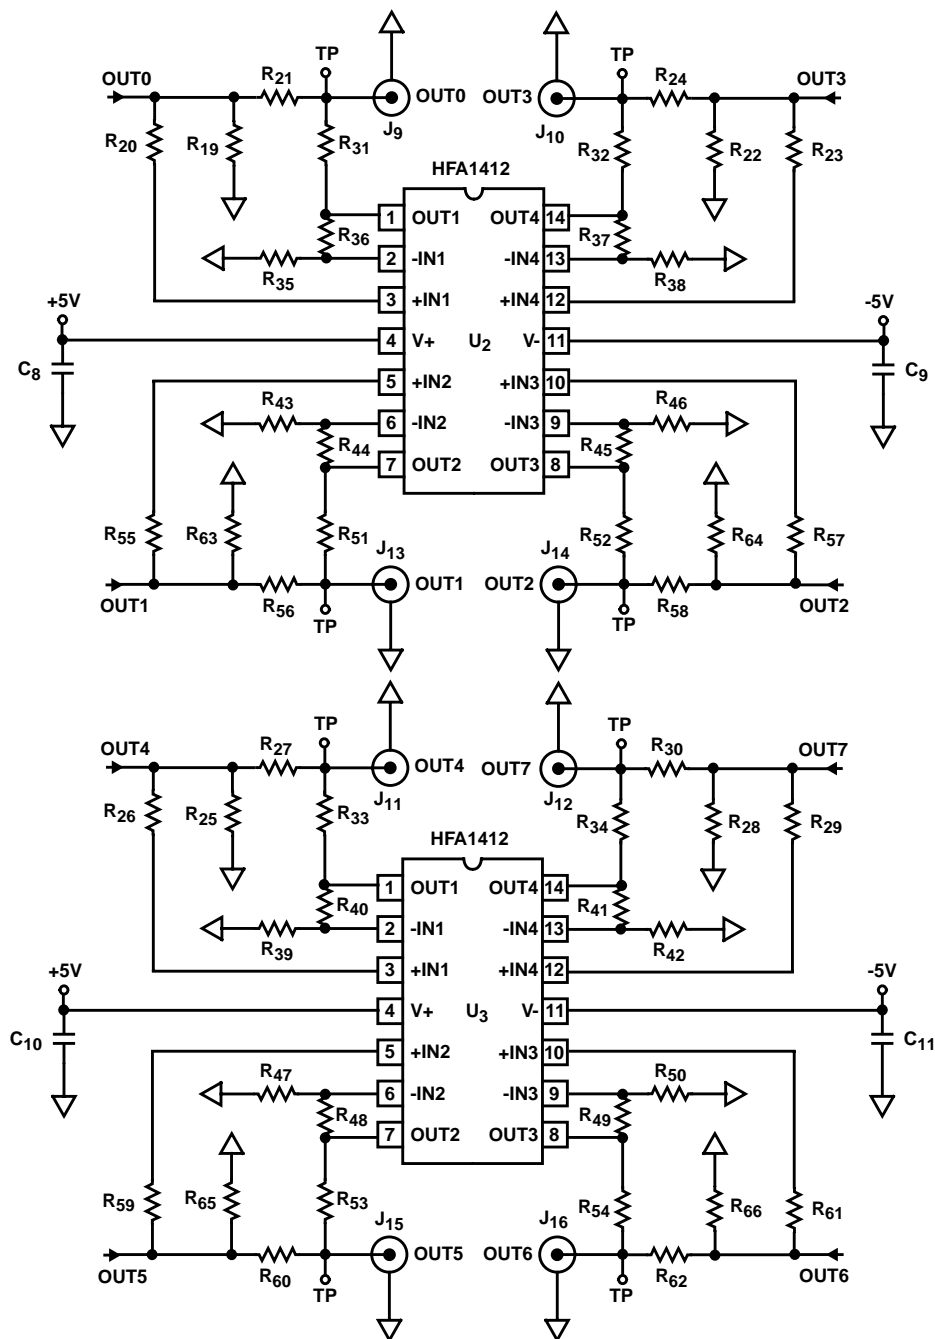 TP TP
OUT0 R21 OUT0 OUT3 R24 OUT3
J9 J10
R20 R19 R31 R32 R22 R23
HFA1412
1 OUT1 OUT4 14
R36 R37
2 -IN1 -IN4 13
R35 R38
3 +IN1 +IN4 12
+5V -5V
4 V+ U2 V- 11
C8 C9
5 +IN2 +IN3 10
R43 R46
6 -IN2 -IN3 9
R44 R45
7 OUT2 OUT3 8
R55 R63 R51 R52 R64 R57
J13 J14
OUT1 OUT2
OUT1 R56 R58 OUT2
TP TP
TP TP
OUT4 R27 OUT4 OUT7 R30 OUT7
J11 J12
R26 R25 R33 R34 R28 R29
HFA1412
1 OUT1 OUT4 14
R40 R41
2 -IN1 -IN4 13
R39 R42
3 +IN1 +IN4 12
+5V -5V
4 V+ U3 V- 11
C10 C11
5 +IN2 +IN3 10
R47 R50
6 -IN2 -IN3 9
R48 R49
7 OUT2 OUT3 8
R59 R65 R53 R54 R66 R61
J15 J16
OUT5 OUT6
OUT5 R60 R62 OUT6
TP TP